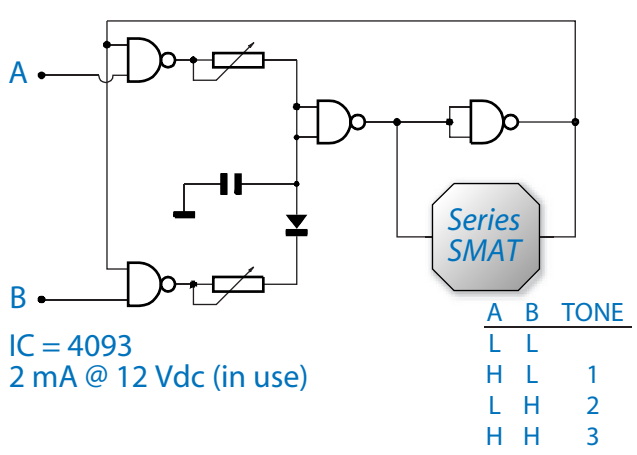 A
B
Series
SMAT
IC = 4093
2 mA @ 12 Vdc (in use)
A B TONE
L L
H L 1
L H 2
H H 3